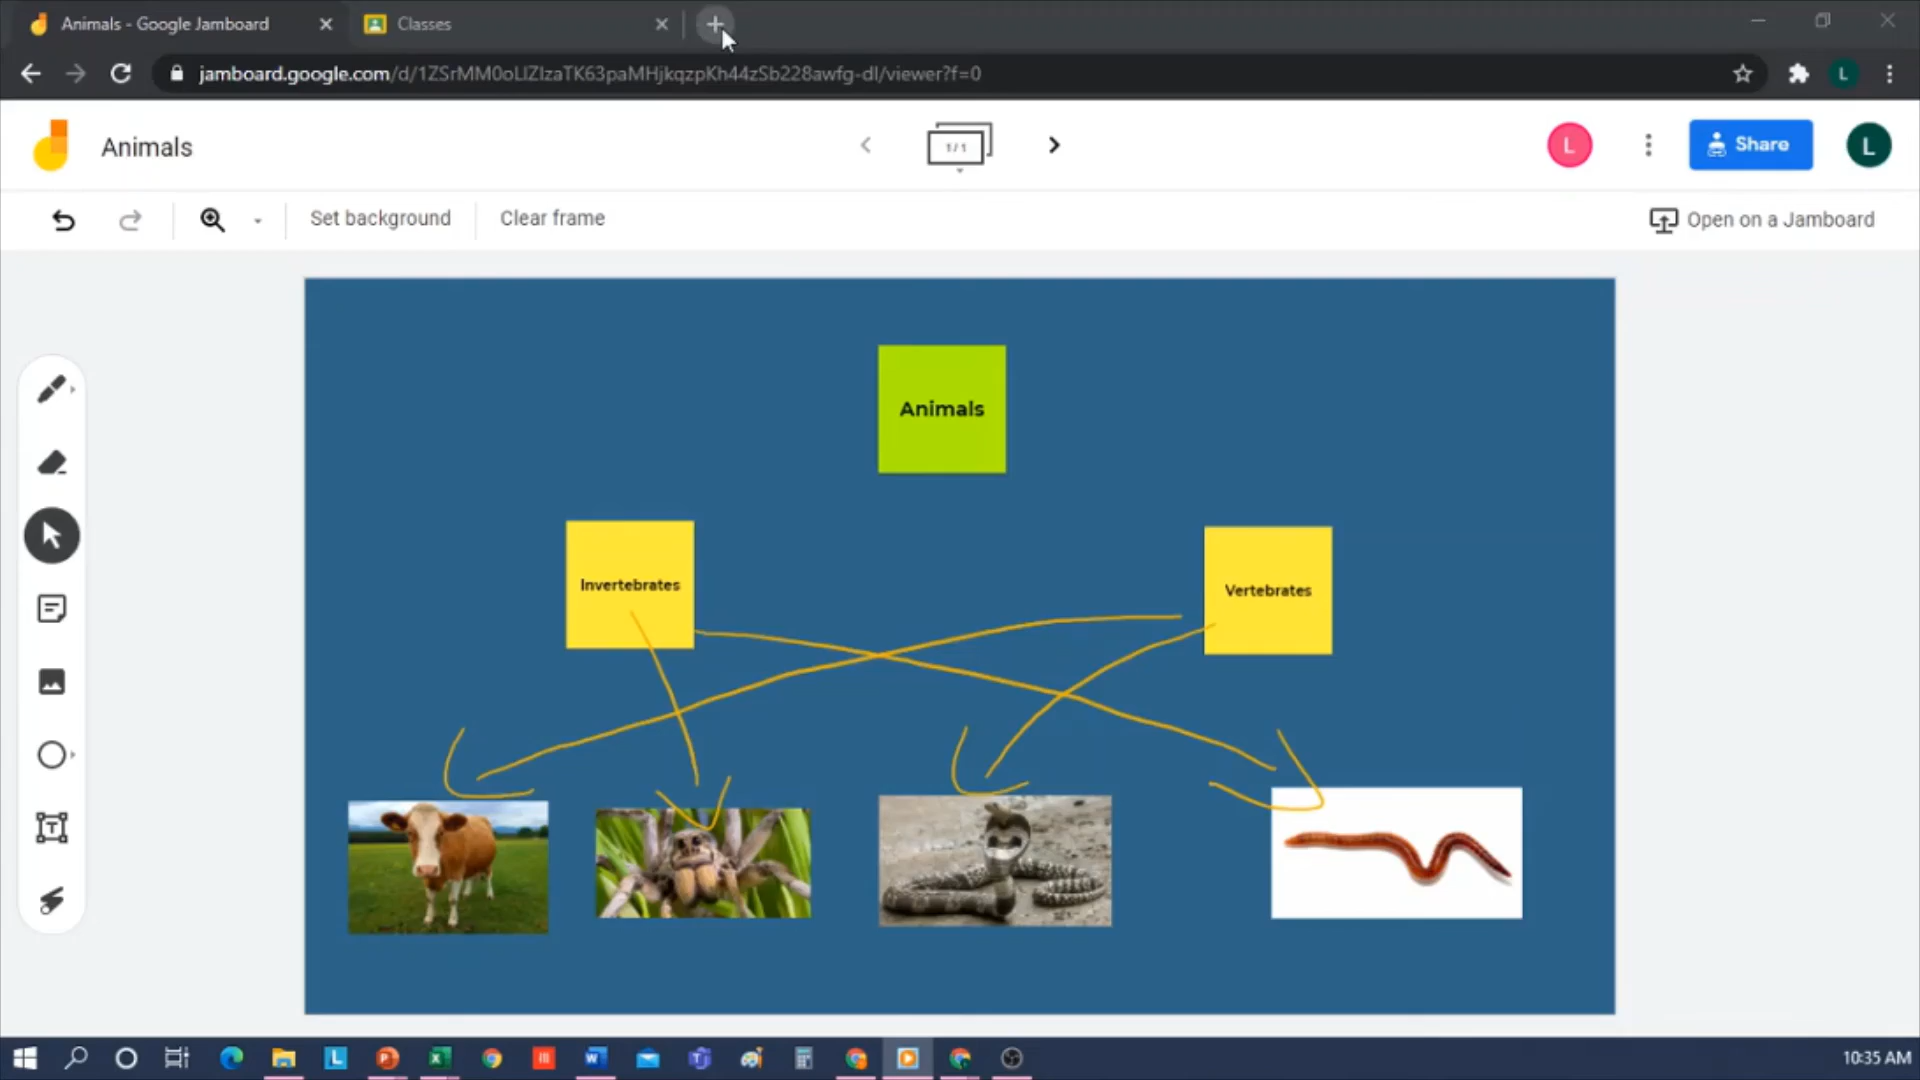 Animals - Google Jamboard
Classes
jamboard.google.com/d/1ZSrMM0oLlZlzaTK63paMHjkqzpKh44zSb228awfg-dI/viewer?f=0
L
Animals
1/1
L
Share
L
Set background
Clear frame
Open on a Jamboard
Animals
Invertebrates
Vertebrates
10:35 AM